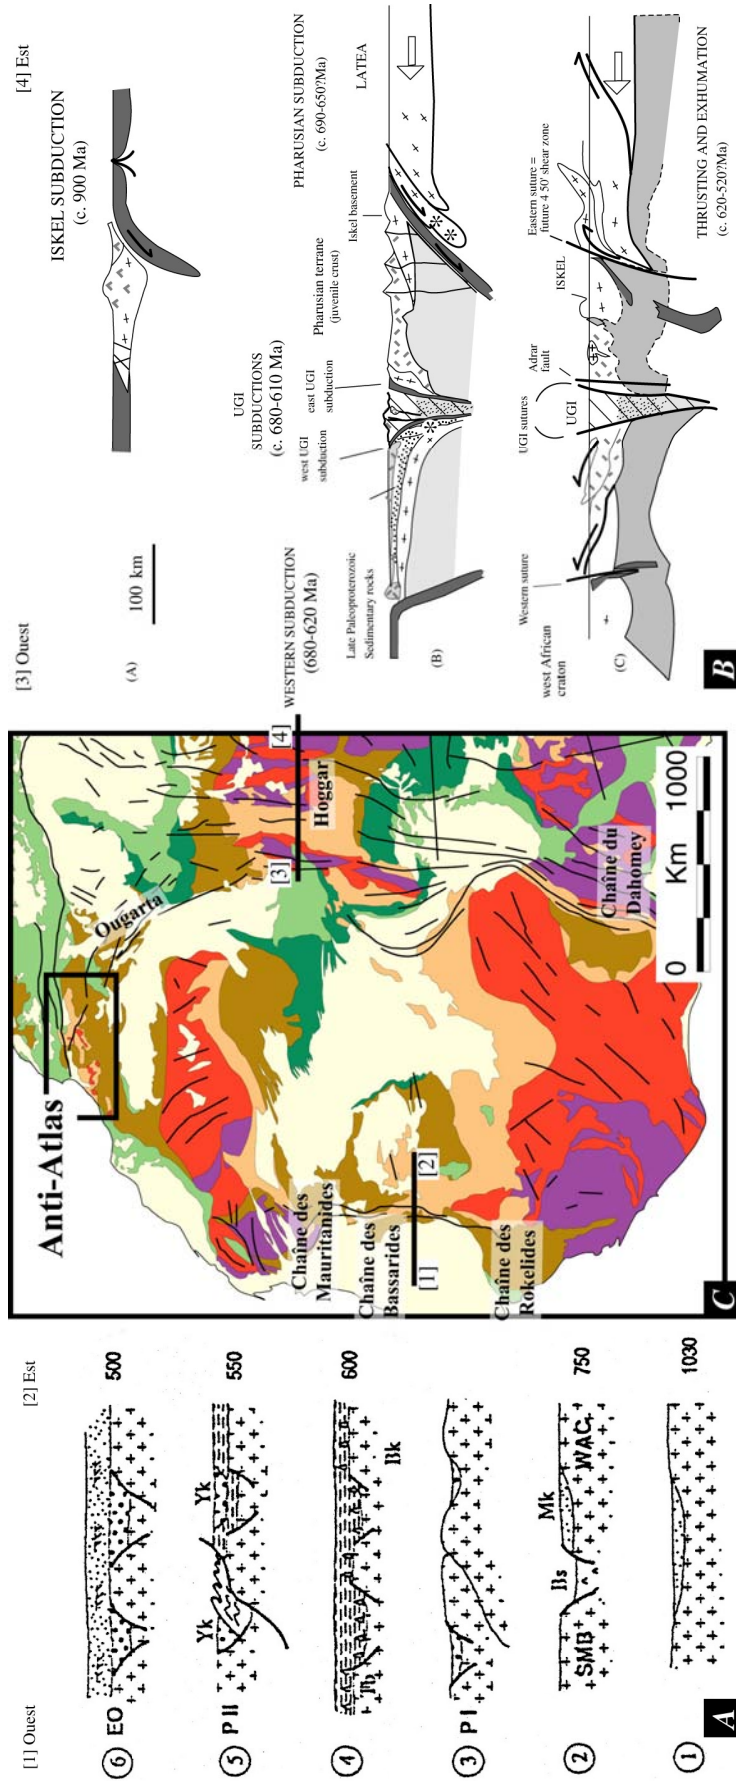 [1] Ouest
[2] Est
6
EO
500
5
P II
Yk
Yk
550
4
Tb
Bk
600
3
P I
2
SMB
Bs
Mk
WAC
750
1
1030
A
Anti-Atlas
Ougarta
[3]
[4]
Hoggar
Chaîne des
Mauritanides
Chaîne des
Bassarides
[1]
[2]
Chaîne des
Rokelides
Chaîne du
Dahomey
0
Km
1000
C
[3] Ouest
[4] Est
ISKEL SUBDUCTION
(c. 900 Ma)
(A)
100 km
WESTERN SUBDUCTION
(680-620 Ma)
UGI
SUBDUCTIONS
(c. 680-610 Ma)
PHARUSIAN SUBDUCTION
(c. 690-650?Ma)
west UGI
subduction
east UGI
subduction
Pharusian terrane
(juvenile crust)
Iskel basement
LATEA
Late Paleoproterozoic
Sedimentary rocks
(B)
Western suture
UGI sutures
UGI
Adrar
fault
ISKEL
Eastern suture =
future 4 50' shear zone
west African
craton
(C)
THRUSTING AND EXHUMATION
(c. 620-520?Ma)
B